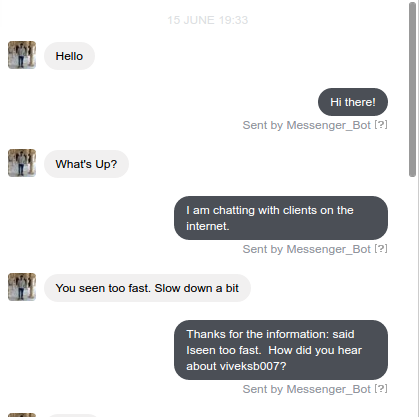 15 JUNE 19:33
Hello
Hi there!
Sent by Messenger_Bot [?]
What's Up?
I am chatting with clients on the
internet.
Sent by Messenger_Bot [?]
You seen too fast. Slow down a bit
Thanks for the information: said
Iseen too fast.  How did you hear
about viveksb007?
Sent by Messenger_Bot [?]